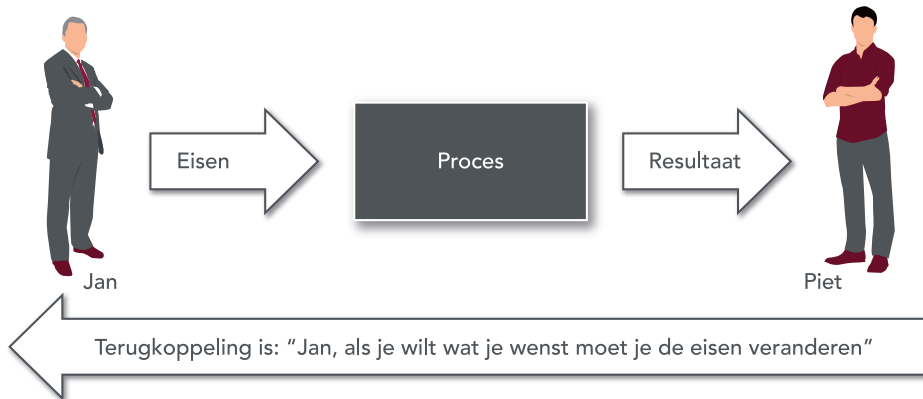 Eisen
Proces
Resultaat
Jan
Piet
Terugkoppeling is: “Jan, als je wilt wat je wenst moet je de eisen veranderen”